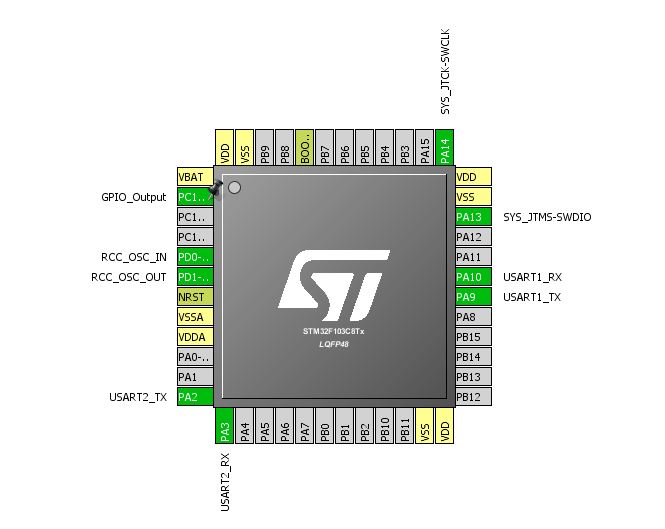 SYS_JTCK-SWCLK
VDD VSS PB9 PB8 BOO.. PB7 PB6 PB5 PB4 PB3 PA15 PA14
VBAT VDD
GPIO_Output PC1.. VSS
PC1.. PA13 SYS_JTMS-SWDIO
PC1.. PA12
RCC_OSC_IN PD0-.. PA11
RCC_OSC_OUT PD1-.. PA10 USART1_RX
NRST PA9 USART1_TX
VSSA PA8
VDDA PB15
PA0-.. PB14
PA1 PB13
USART2_TX PA2 PB12
ST
STM32F103C8Tx
LQFP48
PA3 PA4 PA5 PA6 PA7 PB0 PB1 PB2 PB10 PB11 VSS VDD
USART2_RX